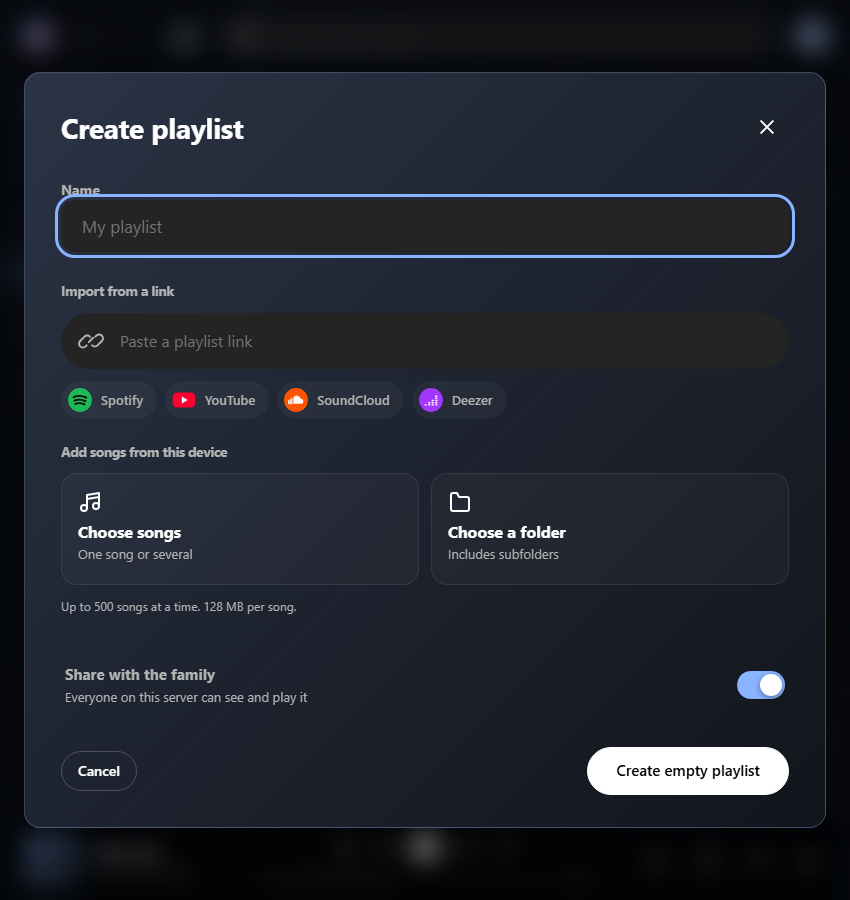 Create playlist
Name
My playlist
Import from a link
Paste a playlist link
Spotify
YouTube
SoundCloud
Deezer
Add songs from this device
Choose songs
One song or several
Choose a folder
Includes subfolders
Up to 500 songs at a time. 128 MB per song.
Share with the family
Everyone on this server can see and play it
Cancel
Create empty playlist